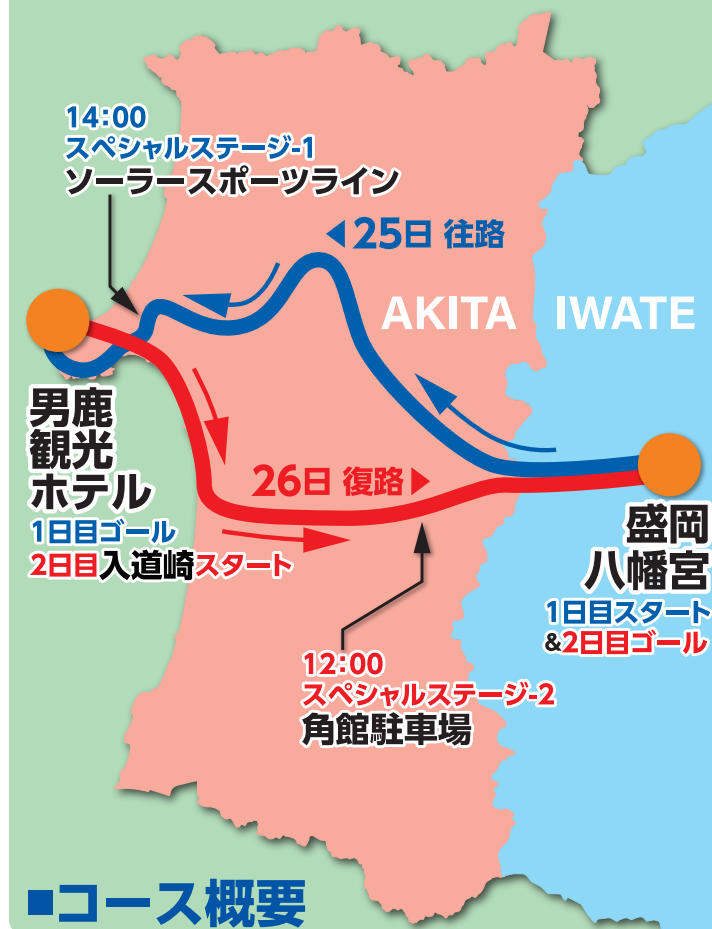 14:00
スペシャルステージ-1
ソーラースポーツライン
◀25日 往路
AKITA
IWATE
男鹿
観光
ホテル
1日目ゴール
2日目入道崎スタート
26日 復路▶
盛岡
八幡宮
1日目スタート
&2日目ゴール
12:00
スペシャルステージ-2
角館駐車場
■コース概要